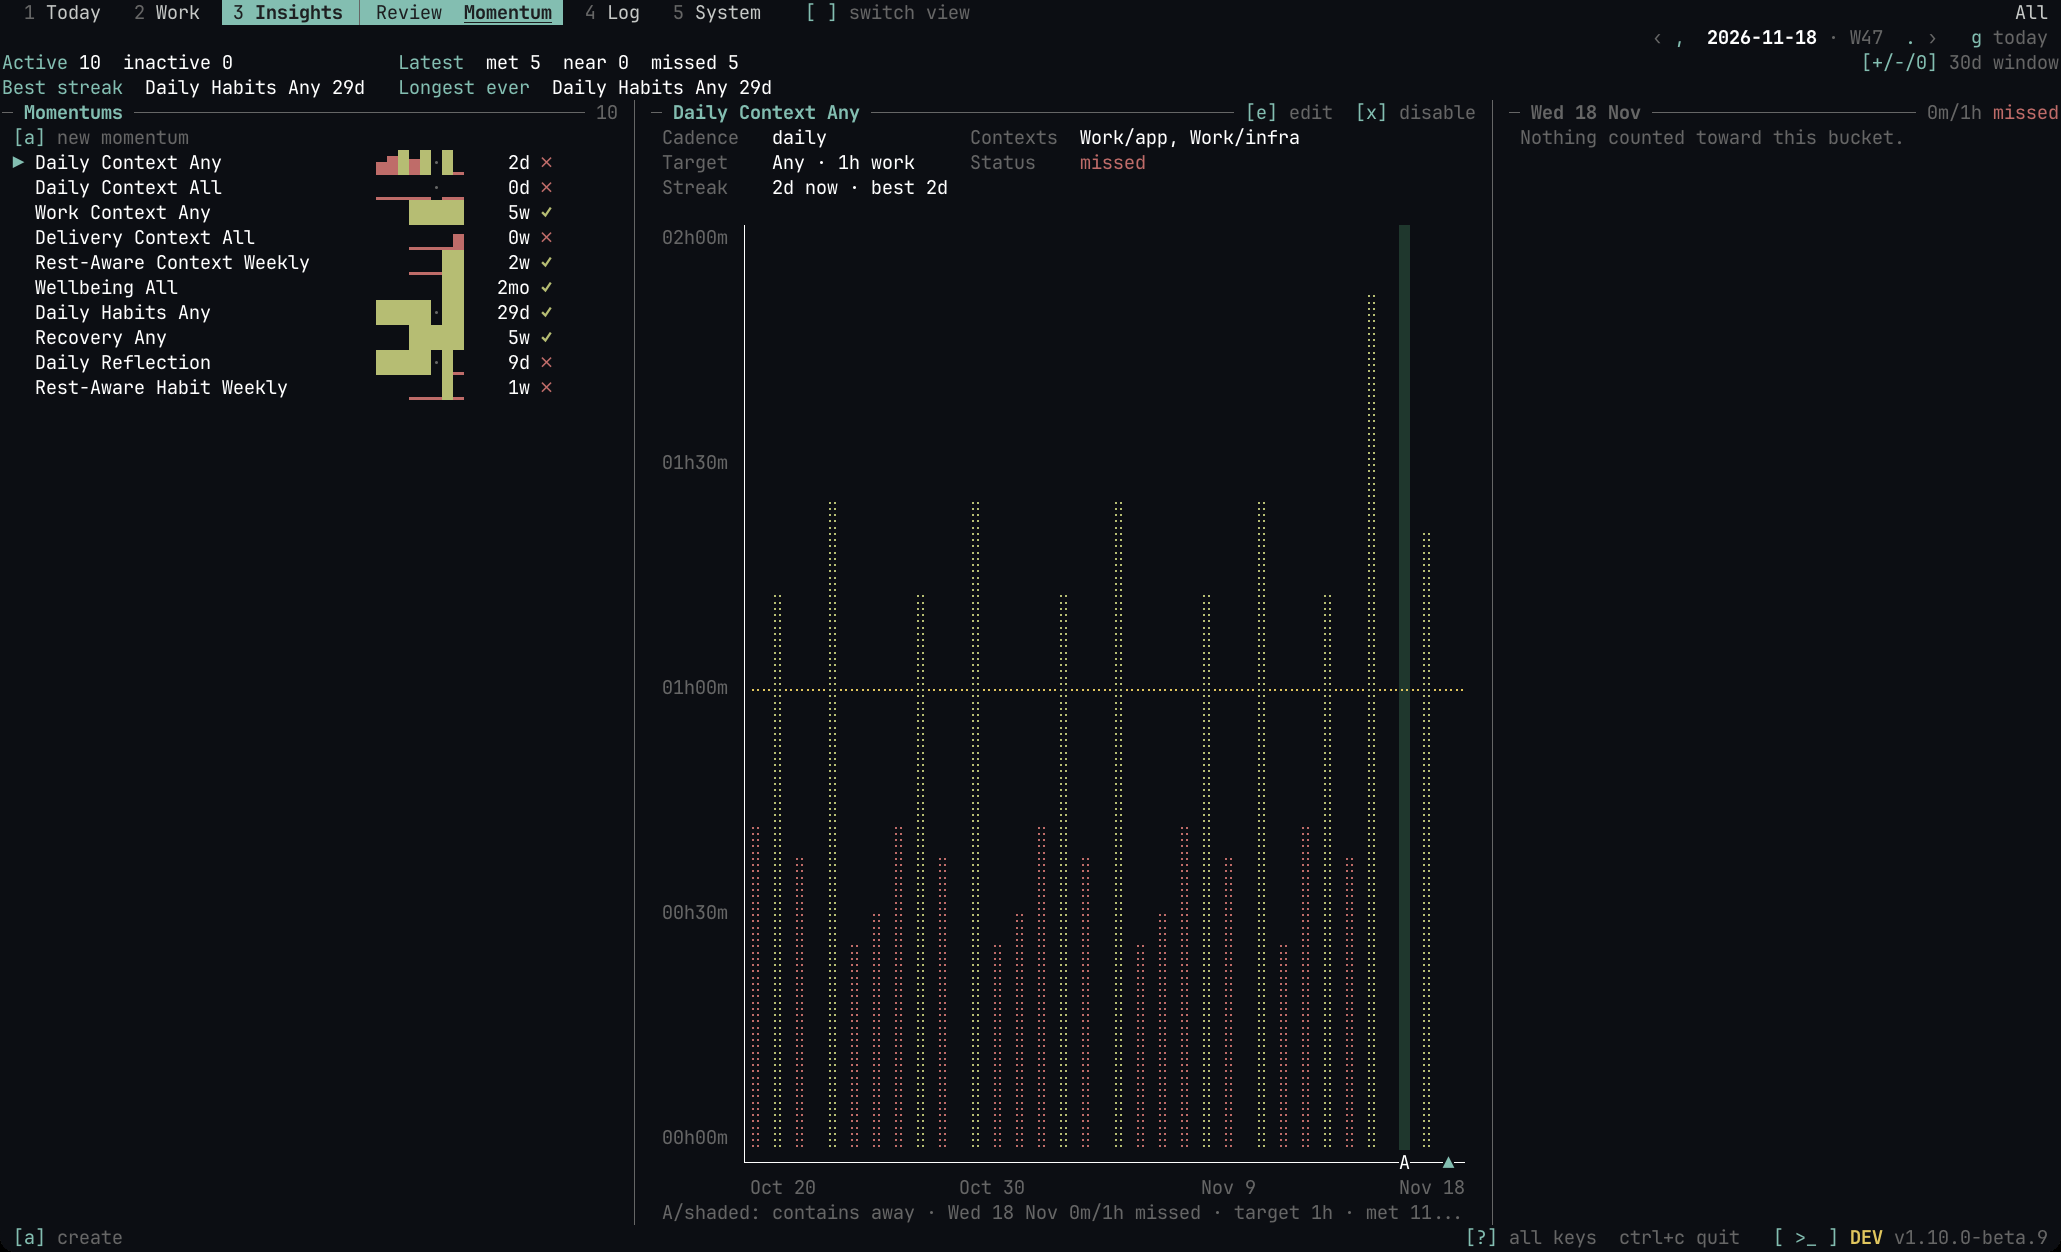 1 Today 2 Work 3 Insights Review Momentum 4 Log 5 System [ ] switch view All
‹ , 2026-11-18 · W47 . › g today
Active 10 inactive 0 Latest met 5 near 0 missed 5 [+/-/0] 30d window
Best streak Daily Habits Any 29d Longest ever Daily Habits Any 29d
Momentums 10
[a] new momentum
▶ Daily Context Any 2d ×
Daily Context All 0d ×
Work Context Any 5w ✓
Delivery Context All 0w ×
Rest-Aware Context Weekly 2w ✓
Wellbeing All 2mo ✓
Daily Habits Any 29d ✓
Recovery Any 5w ✓
Daily Reflection 9d ×
Rest-Aware Habit Weekly 1w ×
Daily Context Any [e] edit [x] disable
Cadence daily Contexts Work/app, Work/infra
Target Any · 1h work Status missed
Streak 2d now · best 2d
02h00m
01h30m
01h00m
00h30m
00h00m
A ▲
Oct 20 Oct 30 Nov 9 Nov 18
A/shaded: contains away · Wed 18 Nov 0m/1h missed · target 1h · met 11...
Wed 18 Nov 0m/1h missed
Nothing counted toward this bucket.
[a] create [?] all keys ctrl+c quit [ >_ ] DEV v1.10.0-beta.9